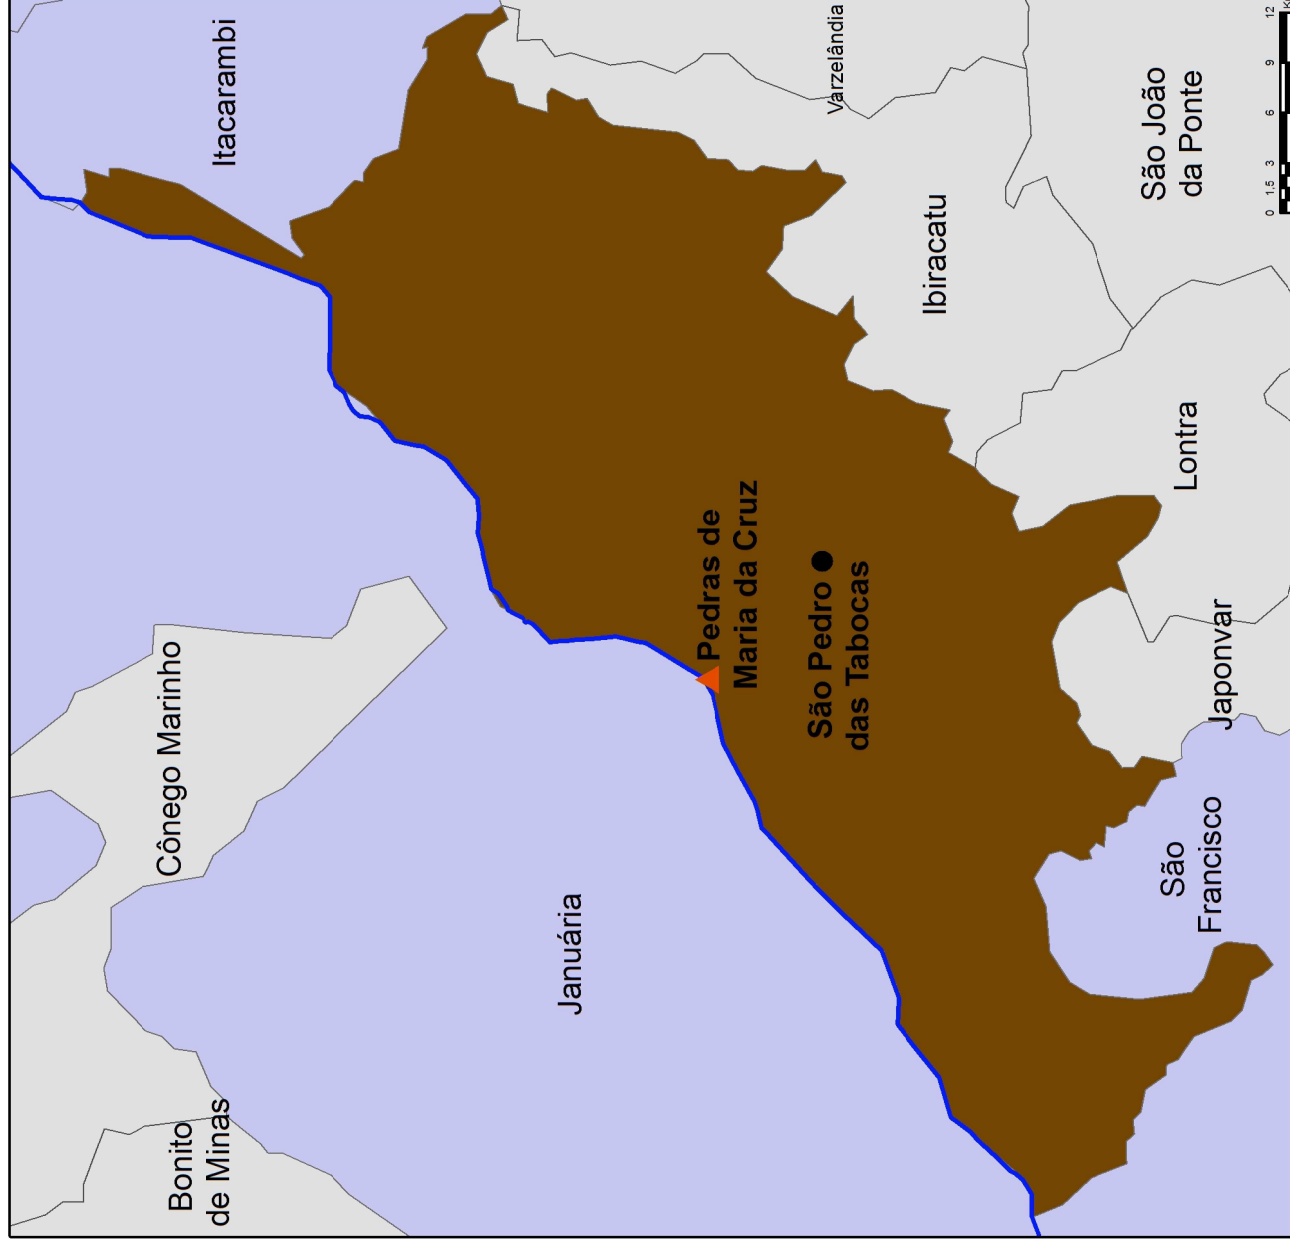 Cônego Marinho
Bonito
de Minas
Itacarambi
Januária
Pedras de
Maria da Cruz
São Pedro
das Tabocas
Varzelândia
Ibiracatu
São João
da Ponte
São
Francisco
Lontra
Japonvar
0 1.5 3 6 9 12